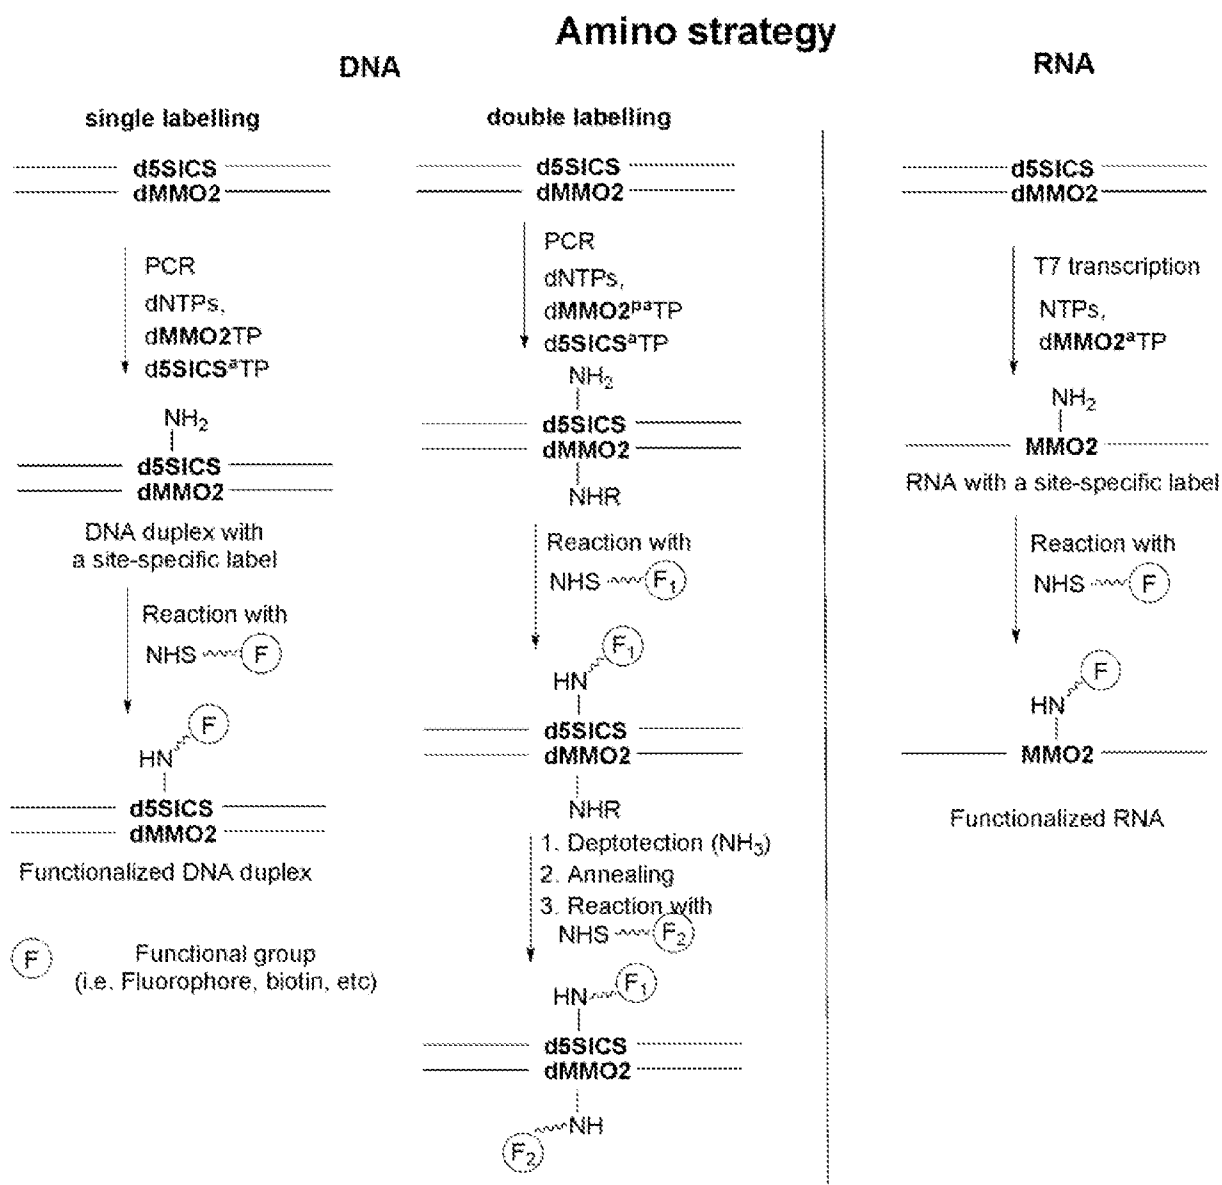 Amino strategy
DNA
single labelling
d5SICS
dMMO2
PCR
dNTPs,
dMMO2TP
d5SICSᵃTP
NH₂
d5SICS
dMMO2
DNA duplex with
a site-specific label
Reaction with
NHS F
F
HN
d5SICS
dMMO2
Functionalized DNA duplex
F Functional group
(i.e. Fluorophore, biotin, etc)
double labelling
d5SICS
dMMO2
PCR
dNTPs,
dMMO2ᵖᵃTP
d5SICSᵃTP
NH₂
d5SICS
dMMO2
NHR
Reaction with
NHS F₁
F₁
HN
d5SICS
dMMO2
NHR
1. Deptotection (NH₃)
2. Annealing
3. Reaction with
NHS F₂
HN F₁
d5SICS
dMMO2
F₂ NH
RNA
d5SICS
dMMO2
T7 transcription
NTPs,
dMMO2ᵃTP
NH₂
MMO2
RNA with a site-specific label
Reaction with
NHS F
F
HN
MMO2
Functionalized RNA